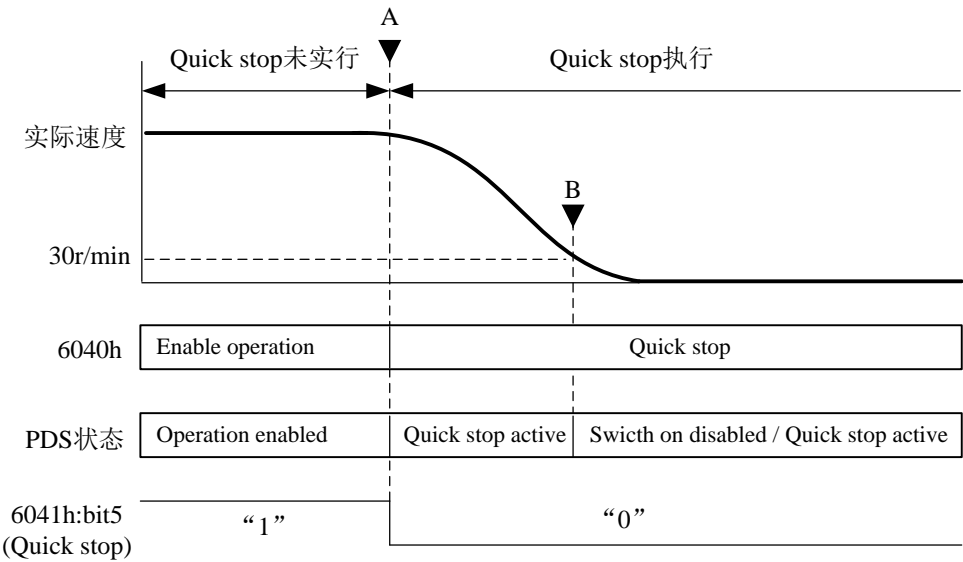 A
Quick stop未实行
Quick stop执行
实际速度
B
30r/min
6040h
Enable operation
Quick stop
PDS状态
Operation enabled
Quick stop active
Swicth on disabled / Quick stop active
6041h:bit5
(Quick stop)
“1”
“0”